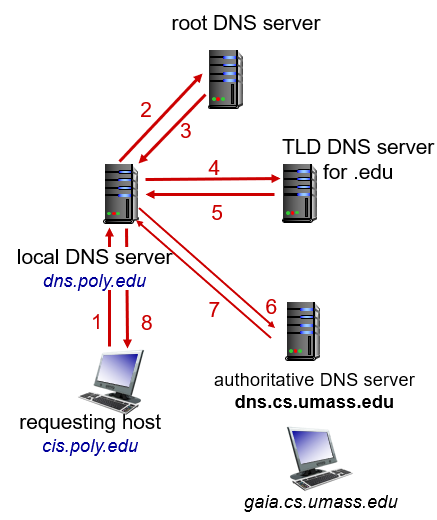 root DNS server
2
3
TLD DNS server
for .edu
4
5
local DNS server
dns.poly.edu
1
8
7
6
authoritative DNS server
dns.cs.umass.edu
requesting host
cis.poly.edu
gaia.cs.umass.edu